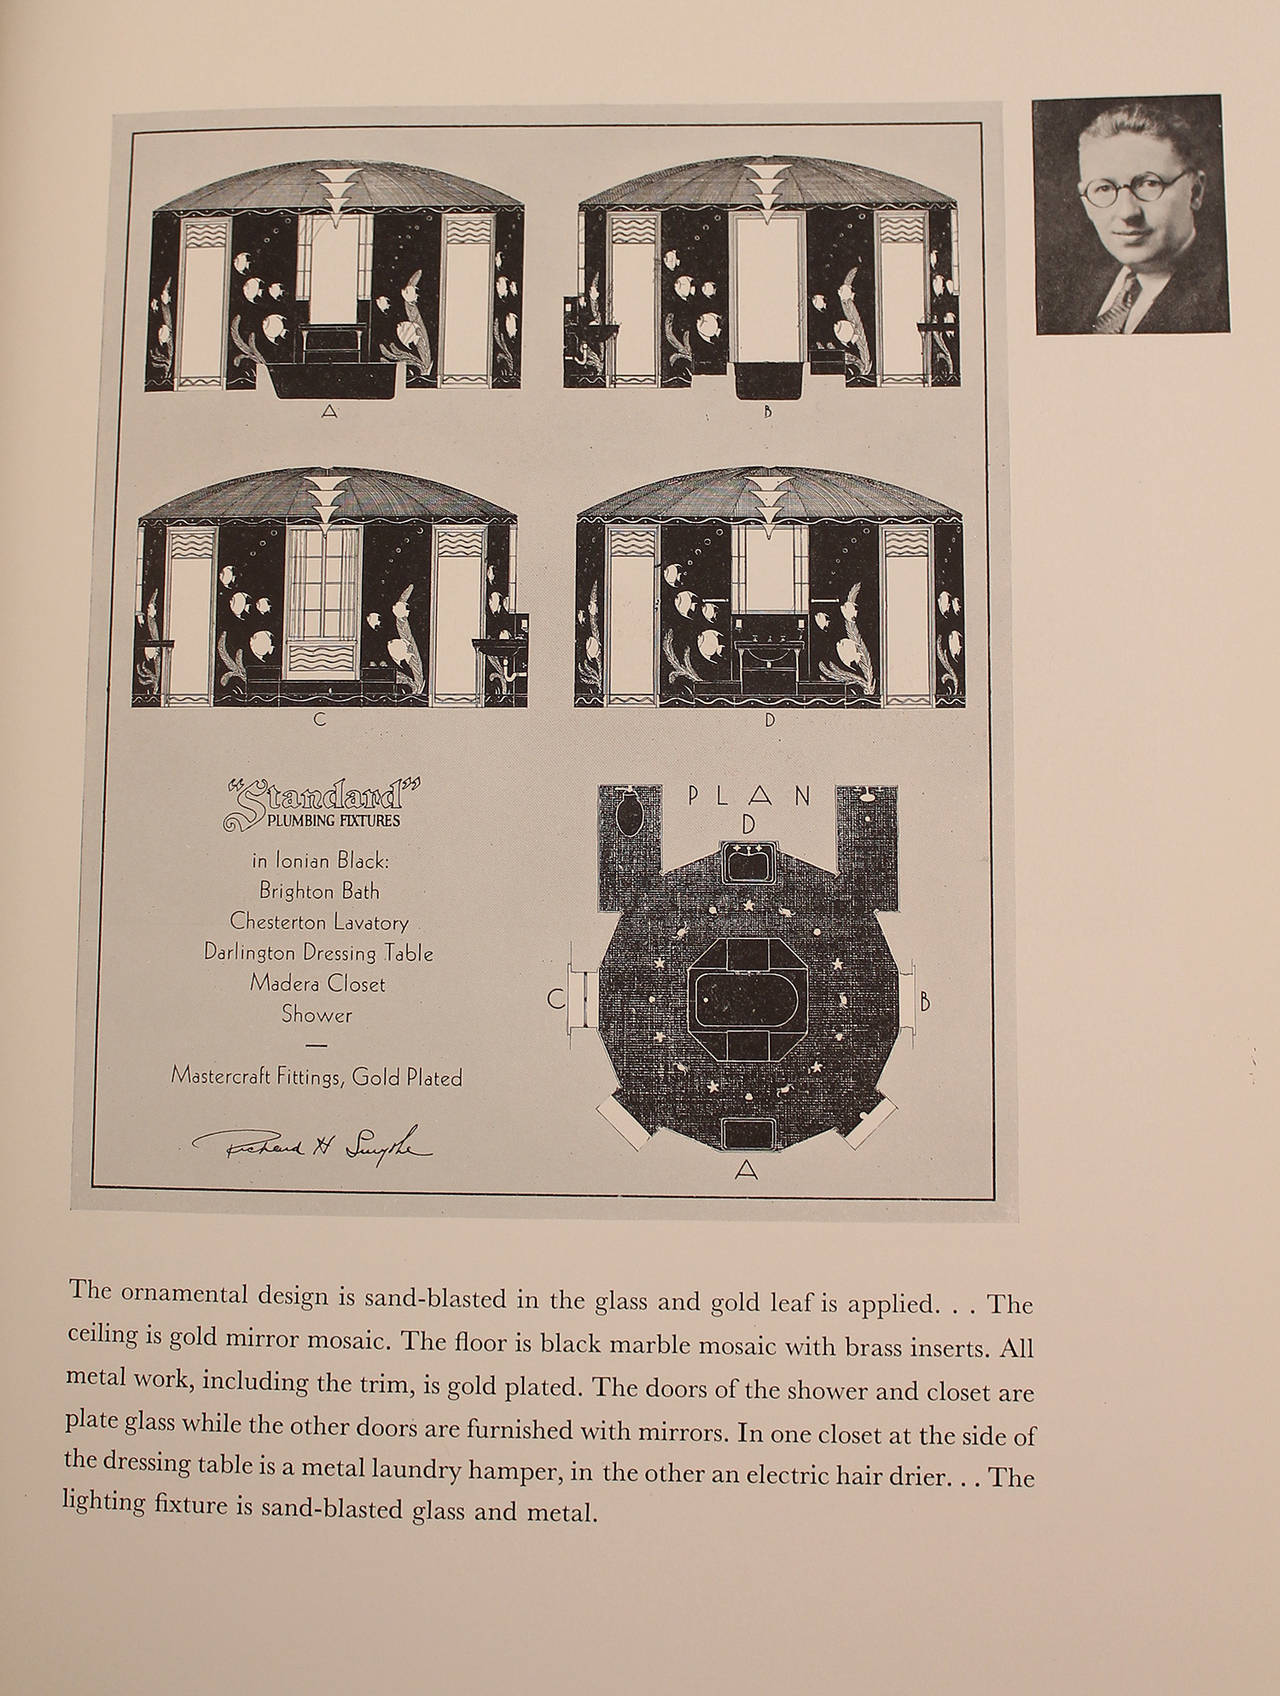 A
B
C
D
"Standard"
PLUMBING FIXTURES
in Ionian Black:
Brighton Bath
Chesterton Lavatory
Darlington Dressing Table
Madera Closet
Shower
—
Mastercraft Fittings, Gold Plated
Richard H Smythe
PLAN
D
C
B
A
The ornamental design is sand-blasted in the glass and gold leaf is applied. . . The
ceiling is gold mirror mosaic. The floor is black marble mosaic with brass inserts. All
metal work, including the trim, is gold plated. The doors of the shower and closet are
plate glass while the other doors are furnished with mirrors. In one closet at the side of
the dressing table is a metal laundry hamper, in the other an electric hair drier. . . The
lighting fixture is sand-blasted glass and metal.